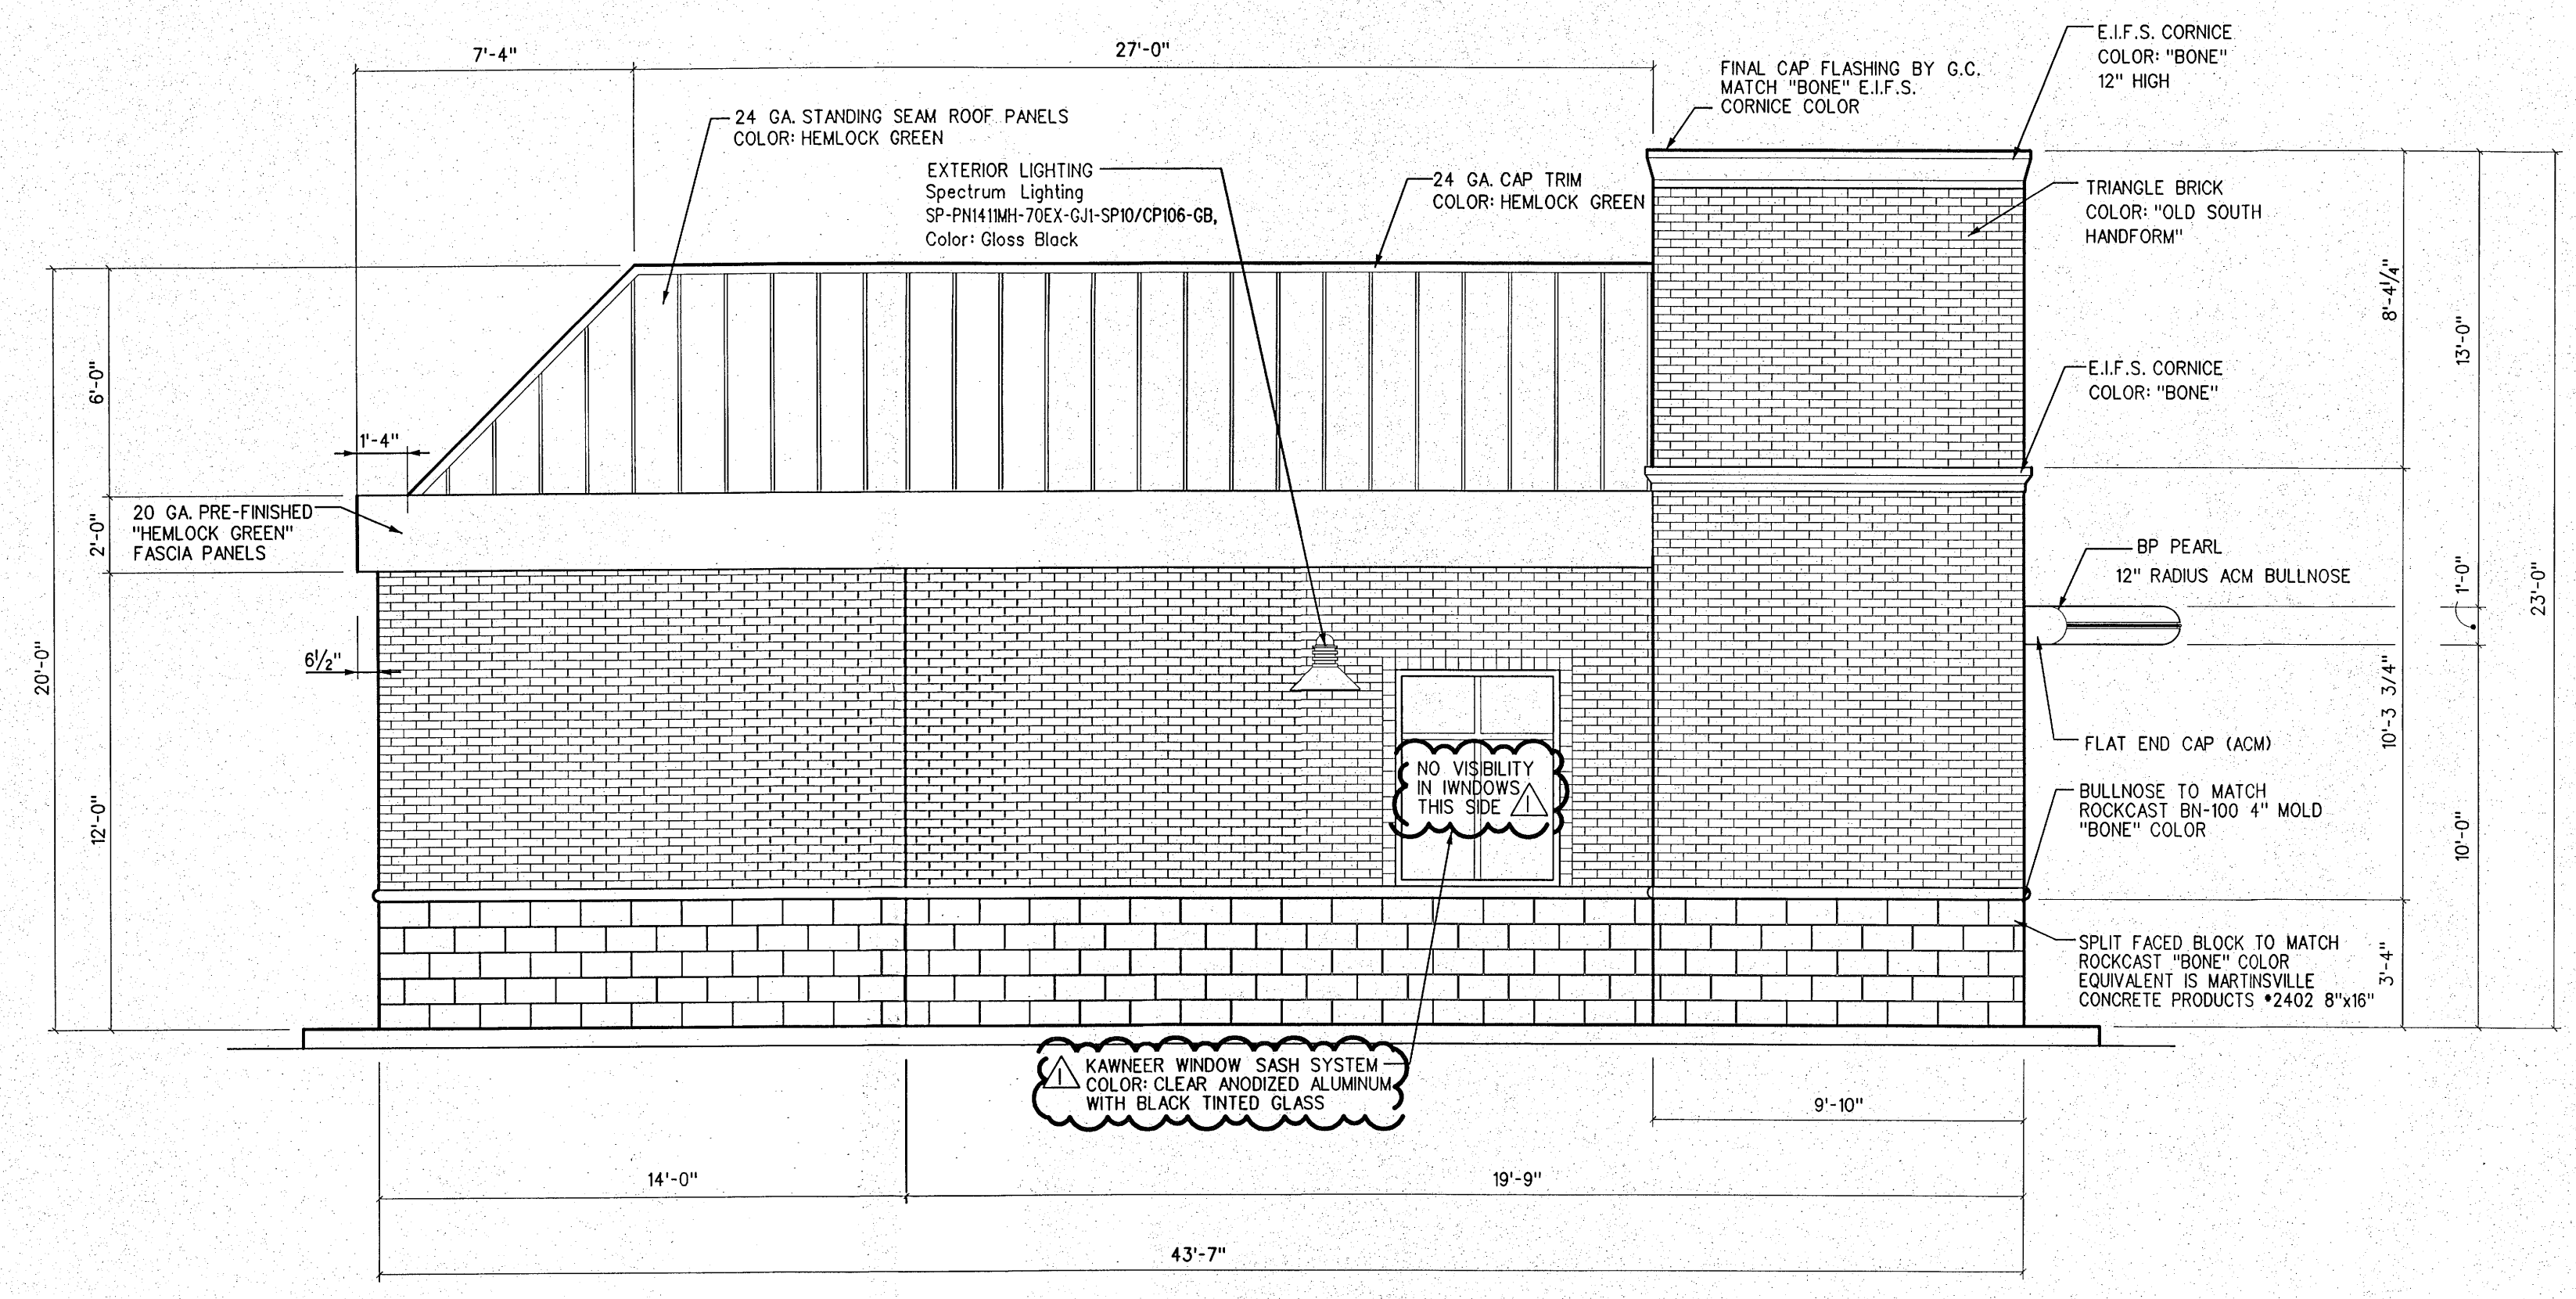 7'-4"
27'-0"
E.I.F.S. CORNICE
COLOR: "BONE"
12" HIGH
FINAL CAP FLASHING BY G.C.
MATCH "BONE" E.I.F.S.
CORNICE COLOR
24 GA. STANDING SEAM ROOF PANELS
COLOR: HEMLOCK GREEN
EXTERIOR LIGHTING
Spectrum Lighting
SP-PN1411MH-70EX-GJ1-SP10/CP106-GB,
Color: Gloss Black
24 GA. CAP TRIM
COLOR: HEMLOCK GREEN
TRIANGLE BRICK
COLOR: "OLD SOUTH
HANDFORM"
8'-4¼"
13'-0"
6'-0"
E.I.F.S. CORNICE
COLOR: "BONE"
1'-4"
20 GA. PRE-FINISHED
"HEMLOCK GREEN"
FASCIA PANELS
2'-0"
BP PEARL
12" RADIUS ACM BULLNOSE
1'-0"
23'-0"
20'-0"
6½"
10'-3 3/4"
FLAT END CAP (ACM)
NO VISIBILITY
IN IWNDOWS
THIS SIDE 1
BULLNOSE TO MATCH
ROCKCAST BN-100 4" MOLD
"BONE" COLOR
12'-0"
10'-0"
SPLIT FACED BLOCK TO MATCH
ROCKCAST "BONE" COLOR
EQUIVALENT IS MARTINSVILLE
CONCRETE PRODUCTS #2402 8"x16"
3'-4"
1 KAWNEER WINDOW SASH SYSTEM
COLOR: CLEAR ANODIZED ALUMINUM
WITH BLACK TINTED GLASS
9'-10"
14'-0"
19'-9"
43'-7"